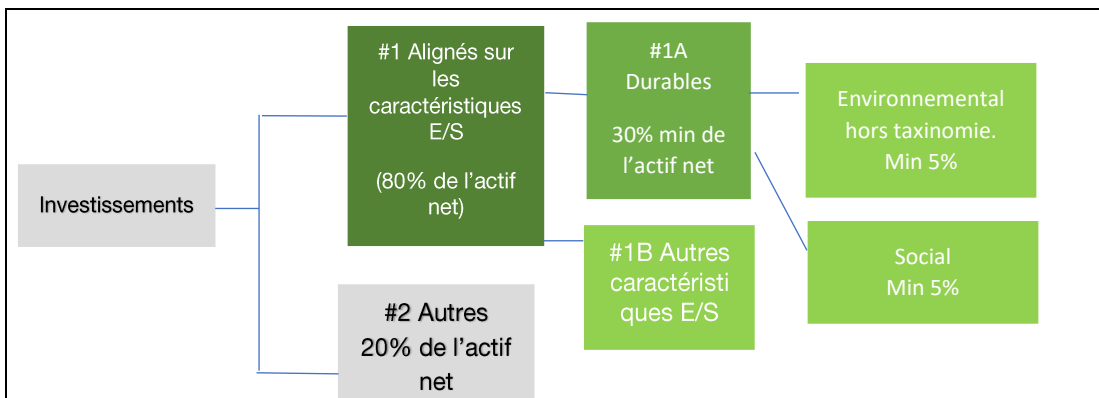 Investissements
#1 Alignés sur
les
caractéristiques
E/S
(80% de l’actif
net)
#2 Autres
20% de l’actif
net
#1A
Durables
30% min de
l’actif net
#1B Autres
caractéristi
ques E/S
Environnemental
hors taxinomie.
Min 5%
Social
Min 5%